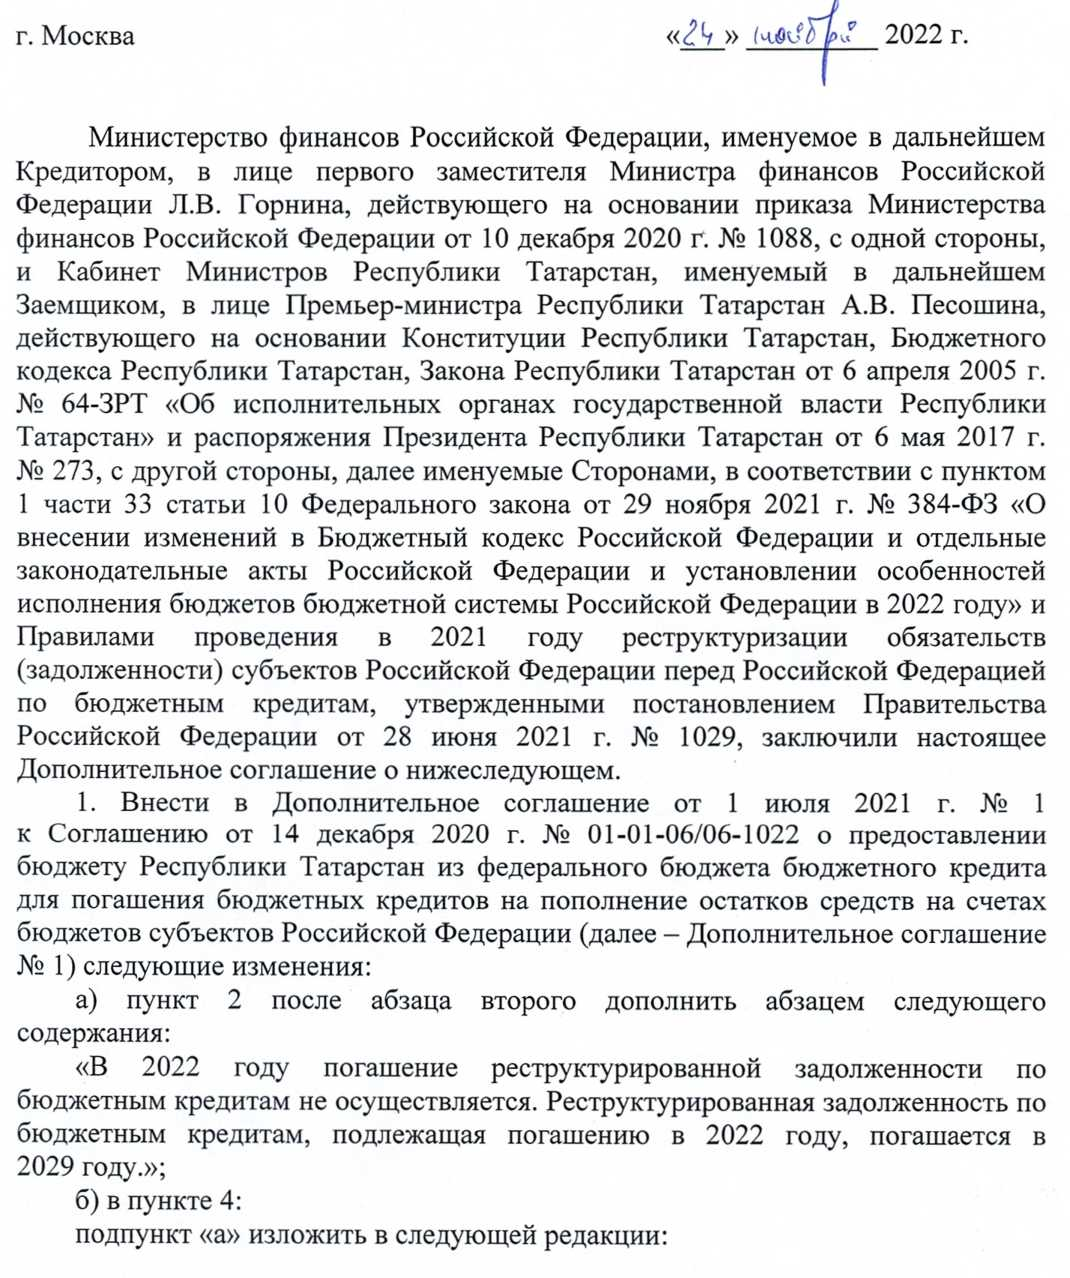 г. Москва «24» ноября 2022 г.
Министерство финансов Российской Федерации, именуемое в дальнейшем
Кредитором, в лице первого заместителя Министра финансов Российской
Федерации Л.В. Горнина, действующего на основании приказа Министерства
финансов Российской Федерации от 10 декабря 2020 г. № 1088, с одной стороны,
и Кабинет Министров Республики Татарстан, именуемый в дальнейшем
Заемщиком, в лице Премьер-министра Республики Татарстан А.В. Песошина,
действующего на основании Конституции Республики Татарстан, Бюджетного
кодекса Республики Татарстан, Закона Республики Татарстан от 6 апреля 2005 г.
№ 64-ЗРТ «Об исполнительных органах государственной власти Республики
Татарстан» и распоряжения Президента Республики Татарстан от 6 мая 2017 г.
№ 273, с другой стороны, далее именуемые Сторонами, в соответствии с пунктом
1 части 33 статьи 10 Федерального закона от 29 ноября 2021 г. № 384-ФЗ «О
внесении изменений в Бюджетный кодекс Российской Федерации и отдельные
законодательные акты Российской Федерации и установлении особенностей
исполнения бюджетов бюджетной системы Российской Федерации в 2022 году» и
Правилами проведения в 2021 году реструктуризации обязательств
(задолженности) субъектов Российской Федерации перед Российской Федерацией
по бюджетным кредитам, утвержденными постановлением Правительства
Российской Федерации от 28 июня 2021 г. № 1029, заключили настоящее
Дополнительное соглашение о нижеследующем.
1. Внести в Дополнительное соглашение от 1 июля 2021 г. № 1
к Соглашению от 14 декабря 2020 г. № 01-01-06/06-1022 о предоставлении
бюджету Республики Татарстан из федерального бюджета бюджетного кредита
для погашения бюджетных кредитов на пополнение остатков средств на счетах
бюджетов субъектов Российской Федерации (далее – Дополнительное соглашение
№ 1) следующие изменения:
а) пункт 2 после абзаца второго дополнить абзацем следующего
содержания:
«В 2022 году погашение реструктурированной задолженности по
бюджетным кредитам не осуществляется. Реструктурированная задолженность по
бюджетным кредитам, подлежащая погашению в 2022 году, погашается в
2029 году.»;
б) в пункте 4:
подпункт «а» изложить в следующей редакции: